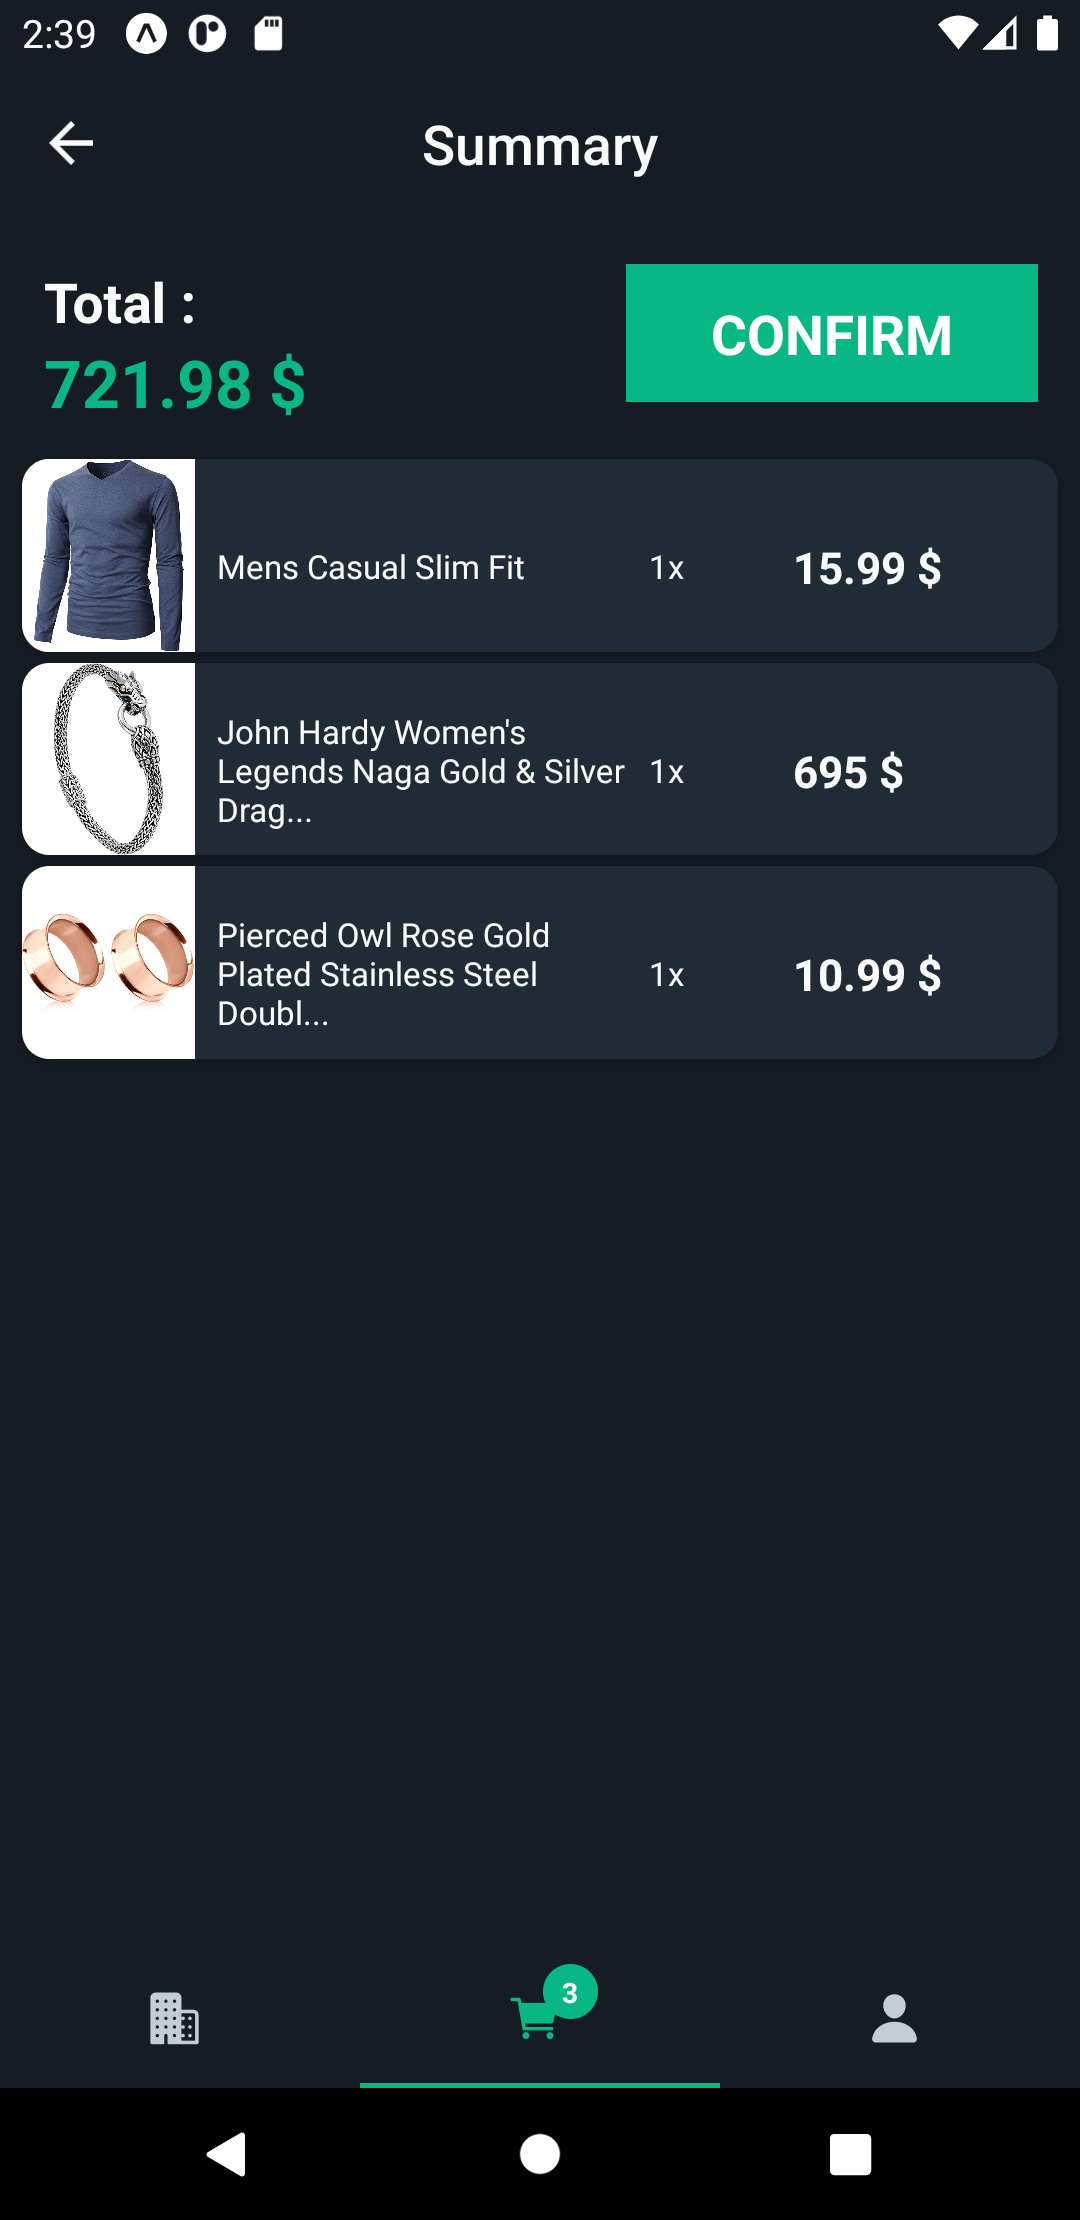 2:39
Summary
Total :
721.98 $
CONFIRM
Mens Casual Slim Fit
1x
15.99 $
John Hardy Women's
Legends Naga Gold & Silver
Drag...
1x
695 $
Pierced Owl Rose Gold
Plated Stainless Steel
Doubl...
1x
10.99 $
3